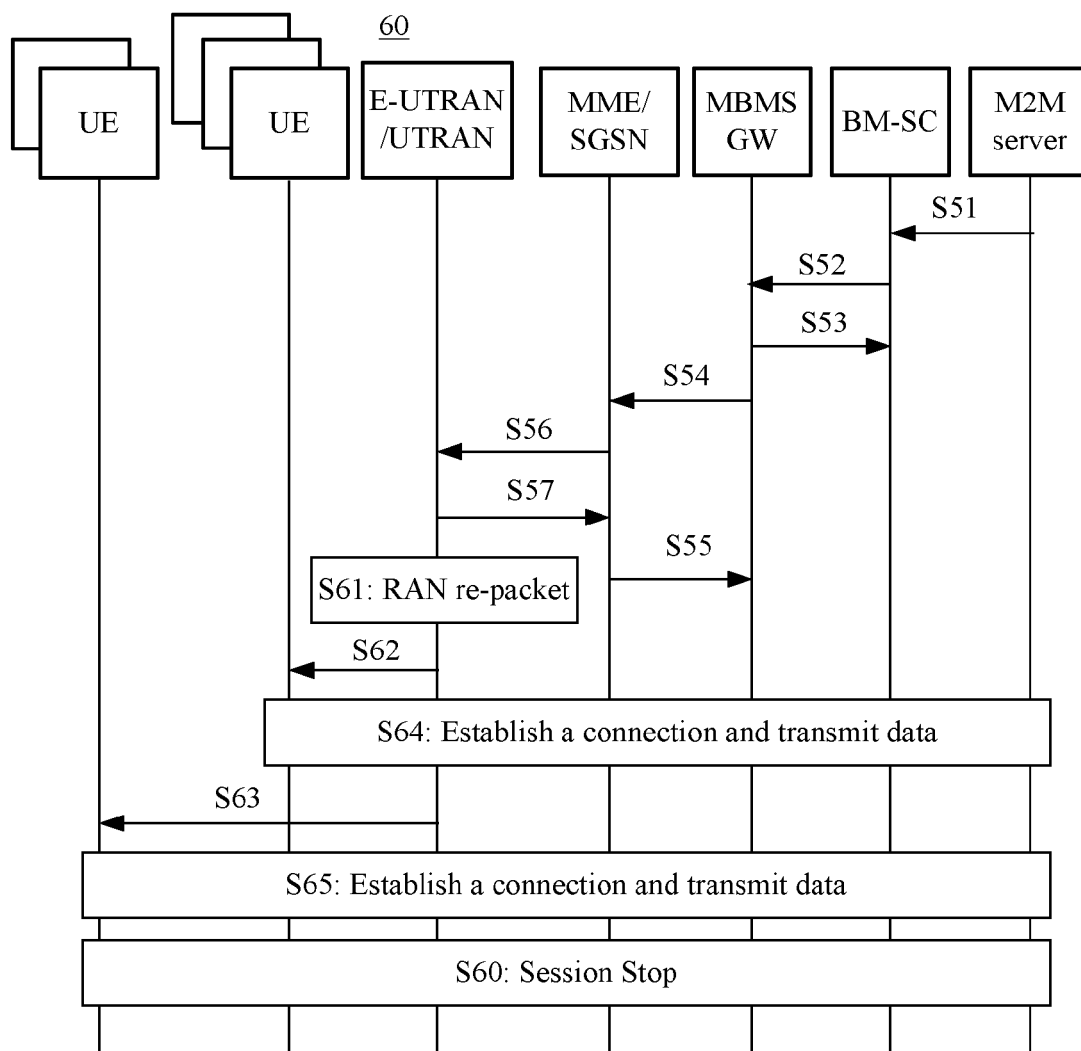 60
UE
UE
E-UTRAN
/UTRAN
MME/
SGSN
MBMS
GW
BM-SC
M2M
server
S51
S52
S53
S54
S56
S57
S55
S61: RAN re-packet
S62
S64: Establish a connection and transmit data
S63
S65: Establish a connection and transmit data
S60: Session Stop